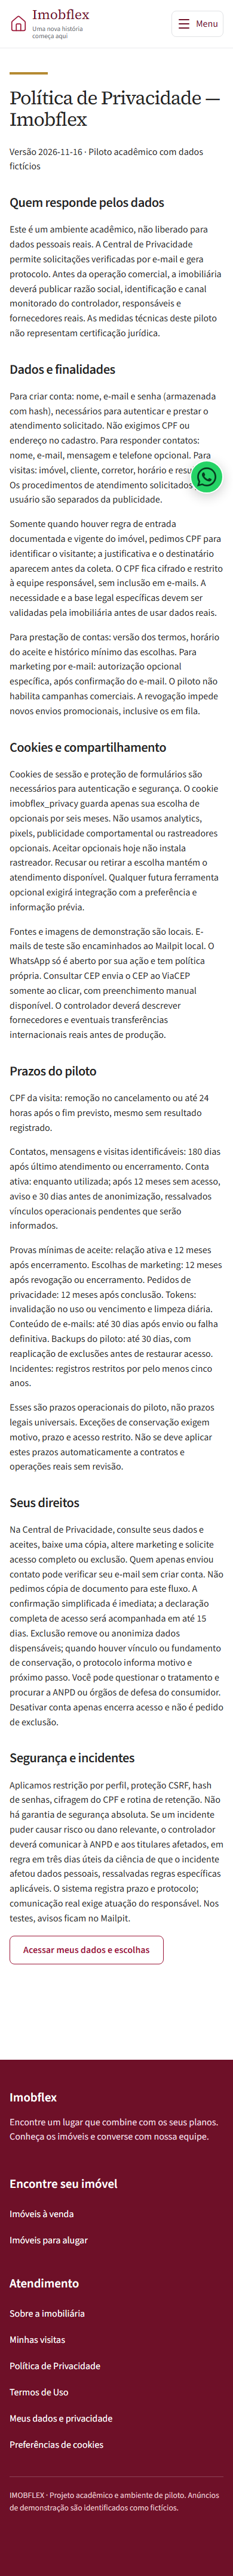 Imobflex
Uma nova história
começa aqui
Menu
Política de Privacidade —
Imobflex
Versão 2026-11-16 · Piloto acadêmico com dados
fictícios
Quem responde pelos dados
Este é um ambiente acadêmico, não liberado para
dados pessoais reais. A Central de Privacidade
permite solicitações verificadas por e-mail e gera
protocolo. Antes da operação comercial, a imobiliária
deverá publicar razão social, identificação e canal
monitorado do controlador, responsáveis e
fornecedores reais. As medidas técnicas deste piloto
não representam certificação jurídica.
Dados e finalidades
Para criar conta: nome, e-mail e senha (armazenada
com hash), necessários para autenticar e prestar o
atendimento solicitado. Não exigimos CPF ou
endereço no cadastro. Para responder contatos:
nome, e-mail, mensagem e telefone opcional. Para
visitas: imóvel, cliente, corretor, horário e
Os procedimentos de atendimento solicitados
usuário são separados da publicidade.
Somente quando houver regra de entrada
documentada e vigente do imóvel, pedimos CPF para
identificar o visitante; a justificativa e o destinatário
aparecem antes da coleta. O CPF fica cifrado e restrito
à equipe responsável, sem inclusão em e-mails. A
necessidade e a base legal específicas devem ser
validadas pela imobiliária antes de usar dados reais.
Para prestação de contas: versão dos termos, horário
do aceite e histórico mínimo das escolhas. Para
marketing por e-mail: autorização opcional
específica, após confirmação do e-mail. O piloto não
habilita campanhas comerciais. A revogação impede
novos envios promocionais, inclusive os em fila.
Cookies e compartilhamento
Cookies de sessão e proteção de formulários são
necessários para autenticação e segurança. O cookie
imobflex_privacy guarda apenas sua escolha de
opcionais por seis meses. Não usamos analytics,
pixels, publicidade comportamental ou rastreadores
opcionais. Aceitar opcionais hoje não instala
rastreador. Recusar ou retirar a escolha mantém o
atendimento disponível. Qualquer futura ferramenta
opcional exigirá integração com a preferência e
informação prévia.
Fontes e imagens de demonstração são locais. E-
mails de teste são encaminhados ao Mailpit local. O
WhatsApp só é aberto por sua ação e tem política
própria. Consultar CEP envia o CEP ao ViaCEP
somente ao clicar, com preenchimento manual
disponível. O controlador deverá descrever
fornecedores e eventuais transferências
internacionais reais antes de produção.
Prazos do piloto
CPF da visita: remoção no cancelamento ou até 24
horas após o fim previsto, mesmo sem resultado
registrado.
Contatos, mensagens e visitas identificáveis: 180 dias
após último atendimento ou encerramento. Conta
ativa: enquanto utilizada; após 12 meses sem acesso,
aviso e 30 dias antes de anonimização, ressalvados
vínculos operacionais pendentes que serão
informados.
Provas mínimas de aceite: relação ativa e 12 meses
após encerramento. Escolhas de marketing: 12 meses
após revogação ou encerramento. Pedidos de
privacidade: 12 meses após conclusão. Tokens:
invalidação no uso ou vencimento e limpeza diária.
Conteúdo de e-mails: até 30 dias após envio ou falha
definitiva. Backups do piloto: até 30 dias, com
reaplicação de exclusões antes de restaurar acesso.
Incidentes: registros restritos por pelo menos cinco
anos.
Esses são prazos operacionais do piloto, não prazos
legais universais. Exceções de conservação exigem
motivo, prazo e acesso restrito. Não se deve aplicar
estes prazos automaticamente a contratos e
operações reais sem revisão.
Seus direitos
Na Central de Privacidade, consulte seus dados e
aceites, baixe uma cópia, altere marketing e solicite
acesso completo ou exclusão. Quem apenas enviou
contato pode verificar seu e-mail sem criar conta. Não
pedimos cópia de documento para este fluxo. A
confirmação simplificada é imediata; a declaração
completa de acesso será acompanhada em até 15
dias. Exclusão remove ou anonimiza dados
dispensáveis; quando houver vínculo ou fundamento
de conservação, o protocolo informa motivo e
próximo passo. Você pode questionar o tratamento e
procurar a ANPD ou órgãos de defesa do consumidor.
Desativar conta apenas encerra acesso e não é pedido
de exclusão.
Segurança e incidentes
Aplicamos restrição por perfil, proteção CSRF, hash
de senhas, cifragem do CPF e rotina de retenção. Não
há garantia de segurança absoluta. Se um incidente
puder causar risco ou dano relevante, o controlador
deverá comunicar à ANPD e aos titulares afetados, em
regra em três dias úteis da ciência de que o incidente
afetou dados pessoais, ressalvadas regras específicas
aplicáveis. O sistema registra prazo e protocolo;
comunicação real exige atuação do responsável. Nos
testes, avisos ficam no Mailpit.
Acessar meus dados e escolhas
Imobflex
Encontre um lugar que combine com os seus planos.
Conheça os imóveis e converse com nossa equipe.
Encontre seu imóvel
Imóveis à venda
Imóveis para alugar
Atendimento
Sobre a imobiliária
Minhas visitas
Política de Privacidade
Termos de Uso
Meus dados e privacidade
Preferências de cookies
IMOBFLEX · Projeto acadêmico e ambiente de piloto. Anúncios
de demonstração são identificados como fictícios.